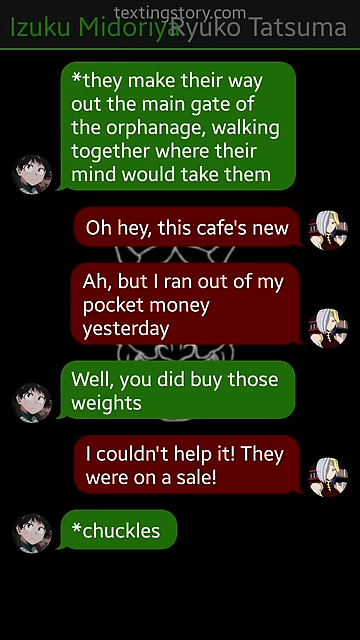 textingstory.com
Izuku Midoriya Ryuko Tatsuma
*they make their way
out the main gate of
the orphanage, walking
together where their
mind would take them
Oh hey, this cafe's new
Ah, but I ran out of my
pocket money
yesterday
Well, you did buy those
weights
I couldn't help it! They
were on a sale!
*chuckles